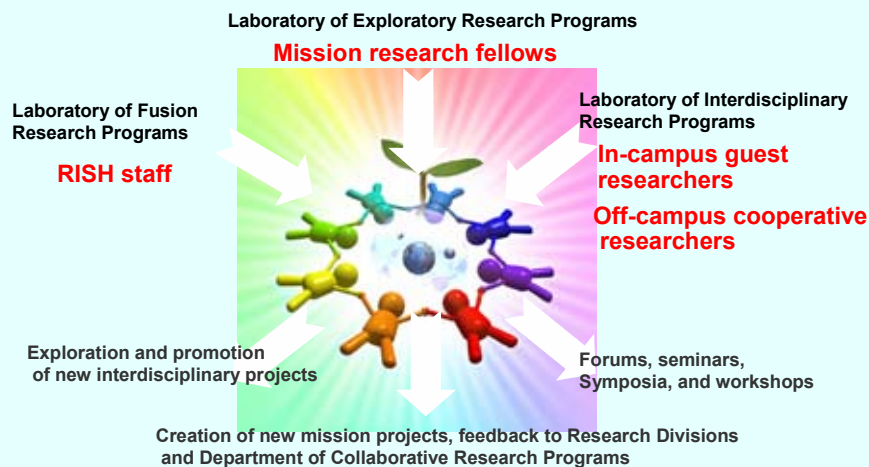 Laboratory of Exploratory Research Programs
Mission research fellows
Laboratory of Fusion
Research Programs
RISH staff
Laboratory of Interdisciplinary
Research Programs
In-campus guest
researchers
Off-campus cooperative
researchers
Exploration and promotion
of new interdisciplinary projects
Forums, seminars,
Symposia, and workshops
Creation of new mission projects, feedback to Research Divisions
and Department of Collaborative Research Programs